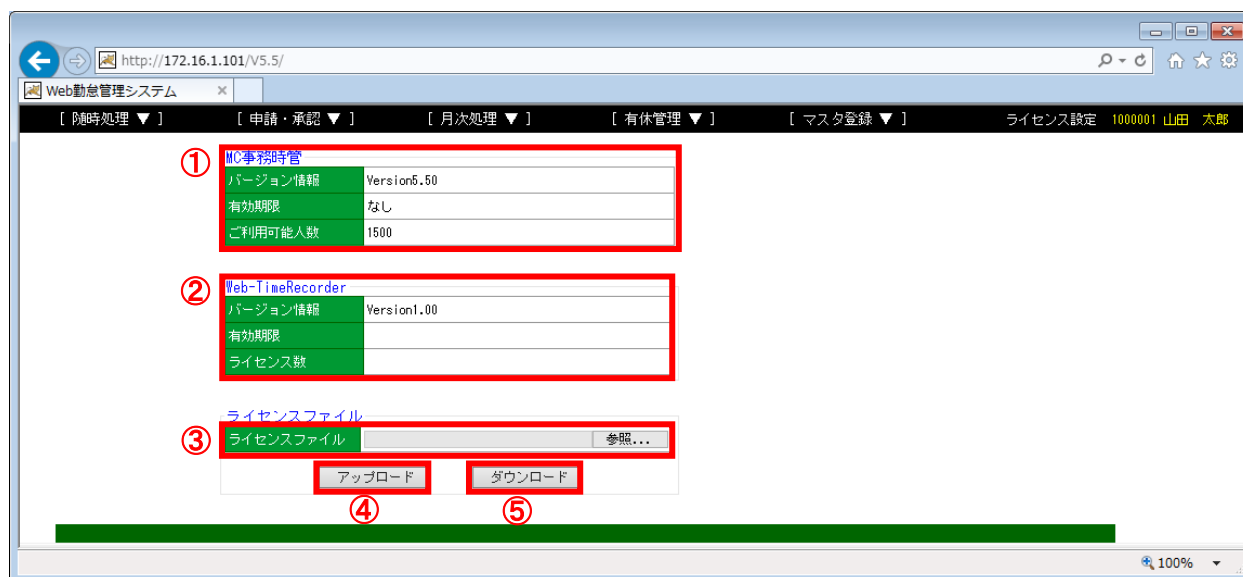 http://172.16.1.101/V5.5/
Web勤怠管理システム
[ 随時処理 ▼ ] [ 申請・承認 ▼ ] [ 月次処理 ▼ ] [ 有休管理 ▼ ] [ マスタ登録 ▼ ] ライセンス設定 1000001 山田 太郎
① MC事務時管
バージョン情報 Version5.50
有効期限 なし
ご利用可能人数 1500
② Web-TimeRecorder
バージョン情報 Version1.00
有効期限
ライセンス数
ライセンスファイル
③ ライセンスファイル 参照...
アップロード ダウンロード
④ ⑤
100%